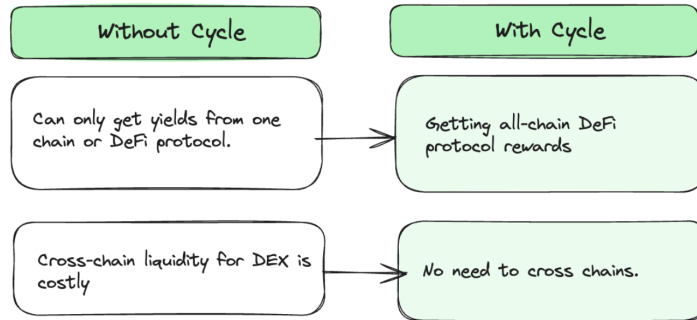 Without Cycle
With Cycle
Can only get yields from one
chain or DeFi protocol.
Getting all-chain DeFi
protocol rewards
Cross-chain liquidity for DEX is
costly
No need to cross chains.